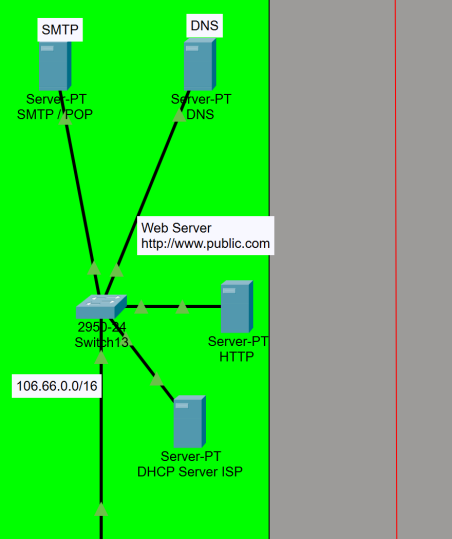 SMTP
DNS
Server-PT
SMTP / POP
Server-PT
DNS
Web Server
http://www.public.com
2950-24
Switch13
Server-PT
HTTP
106.66.0.0/16
Server-PT
DHCP Server ISP